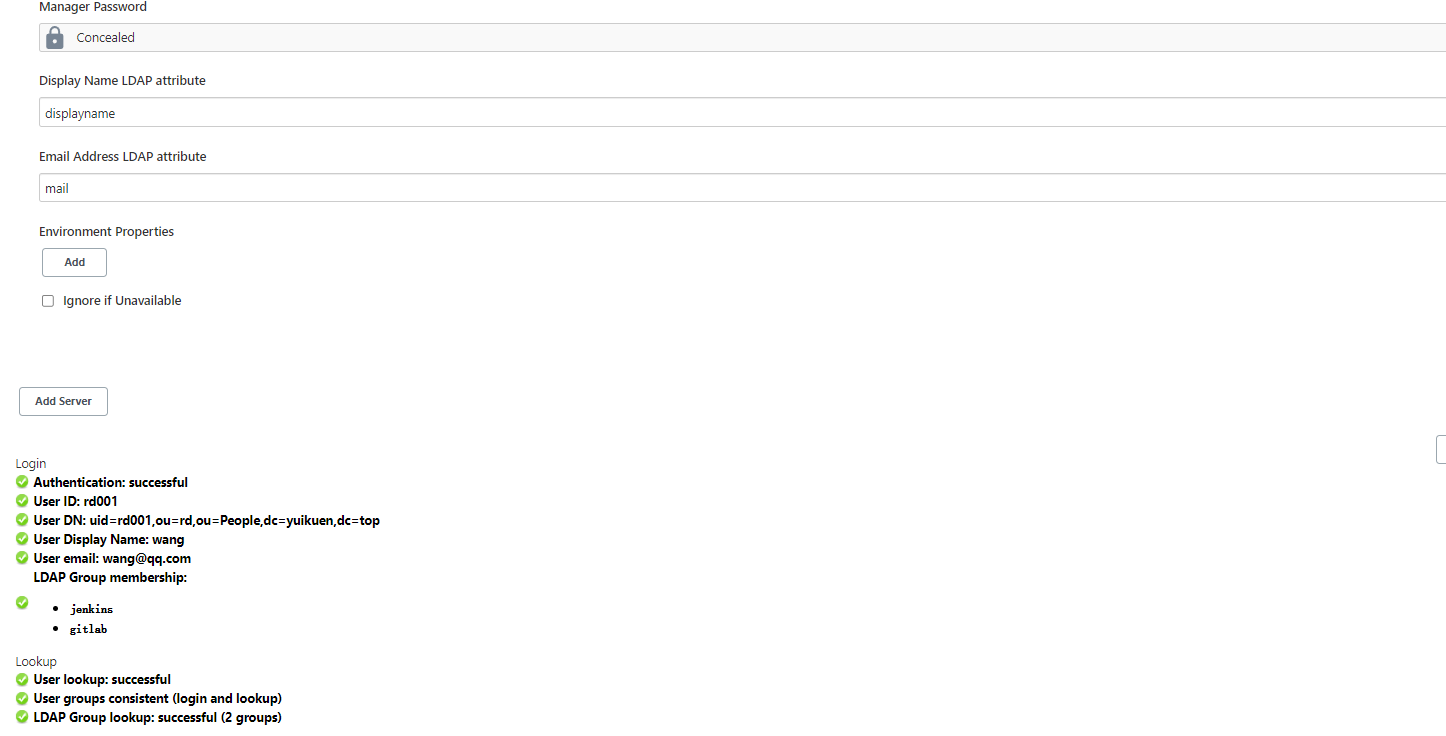 Manager Password
Concealed
Display Name LDAP attribute
displayname
Email Address LDAP attribute
mail
Environment Properties
Add
Ignore if Unavailable
Add Server
Login
Authentication: successful
User ID: rd001
User DN: uid=rd001,ou=rd,ou=People,dc=yuikuen,dc=top
User Display Name: wang
User email: wang@qq.com
LDAP Group membership:
jenkins
gitlab
Lookup
User lookup: successful
User groups consistent (login and lookup)
LDAP Group lookup: successful (2 groups)